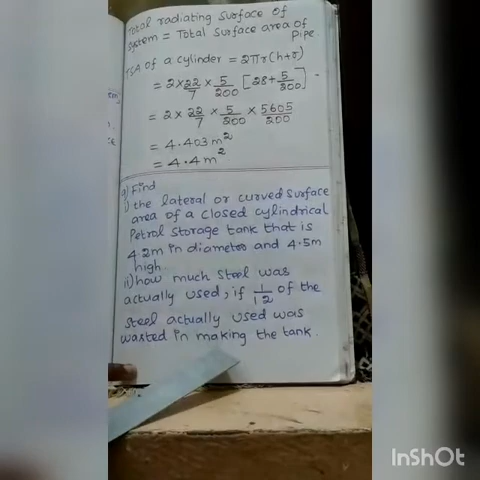 Total radiating surface of
system = Total surface area of
pipe
TSA of a cylinder = 2πr(h+r)
= 2×22/7 × 5/200 [28+5/200]
= 2 × 22/7 × 5/200 × 5605/200
= 4.403 m²
= 4.4 m²
9) Find
i) the lateral or curved surface
area of a closed cylindrical
Petrol storage tank that is
4.2m in diameter and 4.5m
high.
ii) how much steel was
actually used, if 1/12 of the
steel actually used was
wasted in making the tank.
InShOt